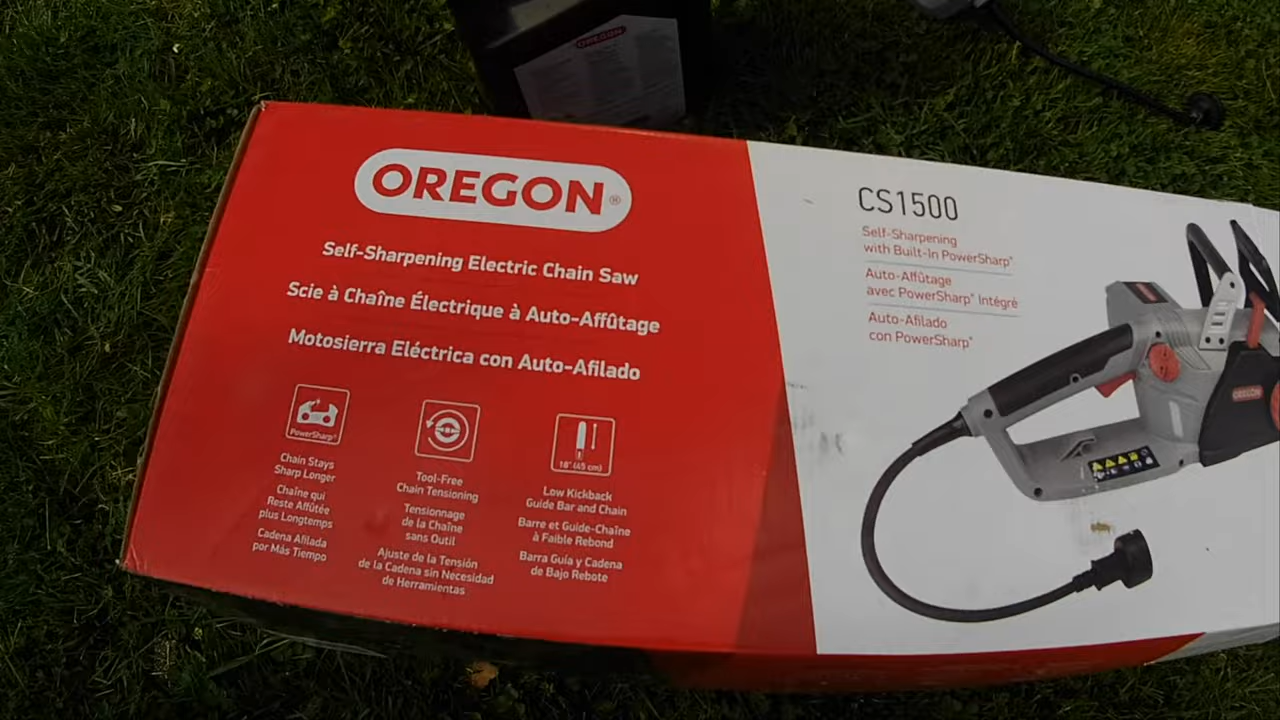 OREGON
OREGON®
Self-Sharpening Electric Chain Saw
Scie à Chaîne Électrique à Auto-Affûtage
Motosierra Eléctrica con Auto-Afilado
PowerSharp®
Chain Stays
Sharp Longer
Chaîne qui
Reste Affûtée
plus Longtemps
Cadena Afilada
por Más Tiempo
Tool-Free
Chain Tensioning
Tensionnage
de la Chaîne
sans Outil
Ajuste de la Tensión
de la Cadena sin Necesidad
de Herramientas
18" (45 cm)
Low Kickback
Guide Bar and Chain
Barre et Guide-Chaîne
à Faible Rebond
Barra Guía y Cadena
de Bajo Rebote
CS1500
Self-Sharpening
with Built-In PowerSharp®
Auto-Affûtage
avec PowerSharp® Intégré
Auto-Afilado
con PowerSharp®
OREGON